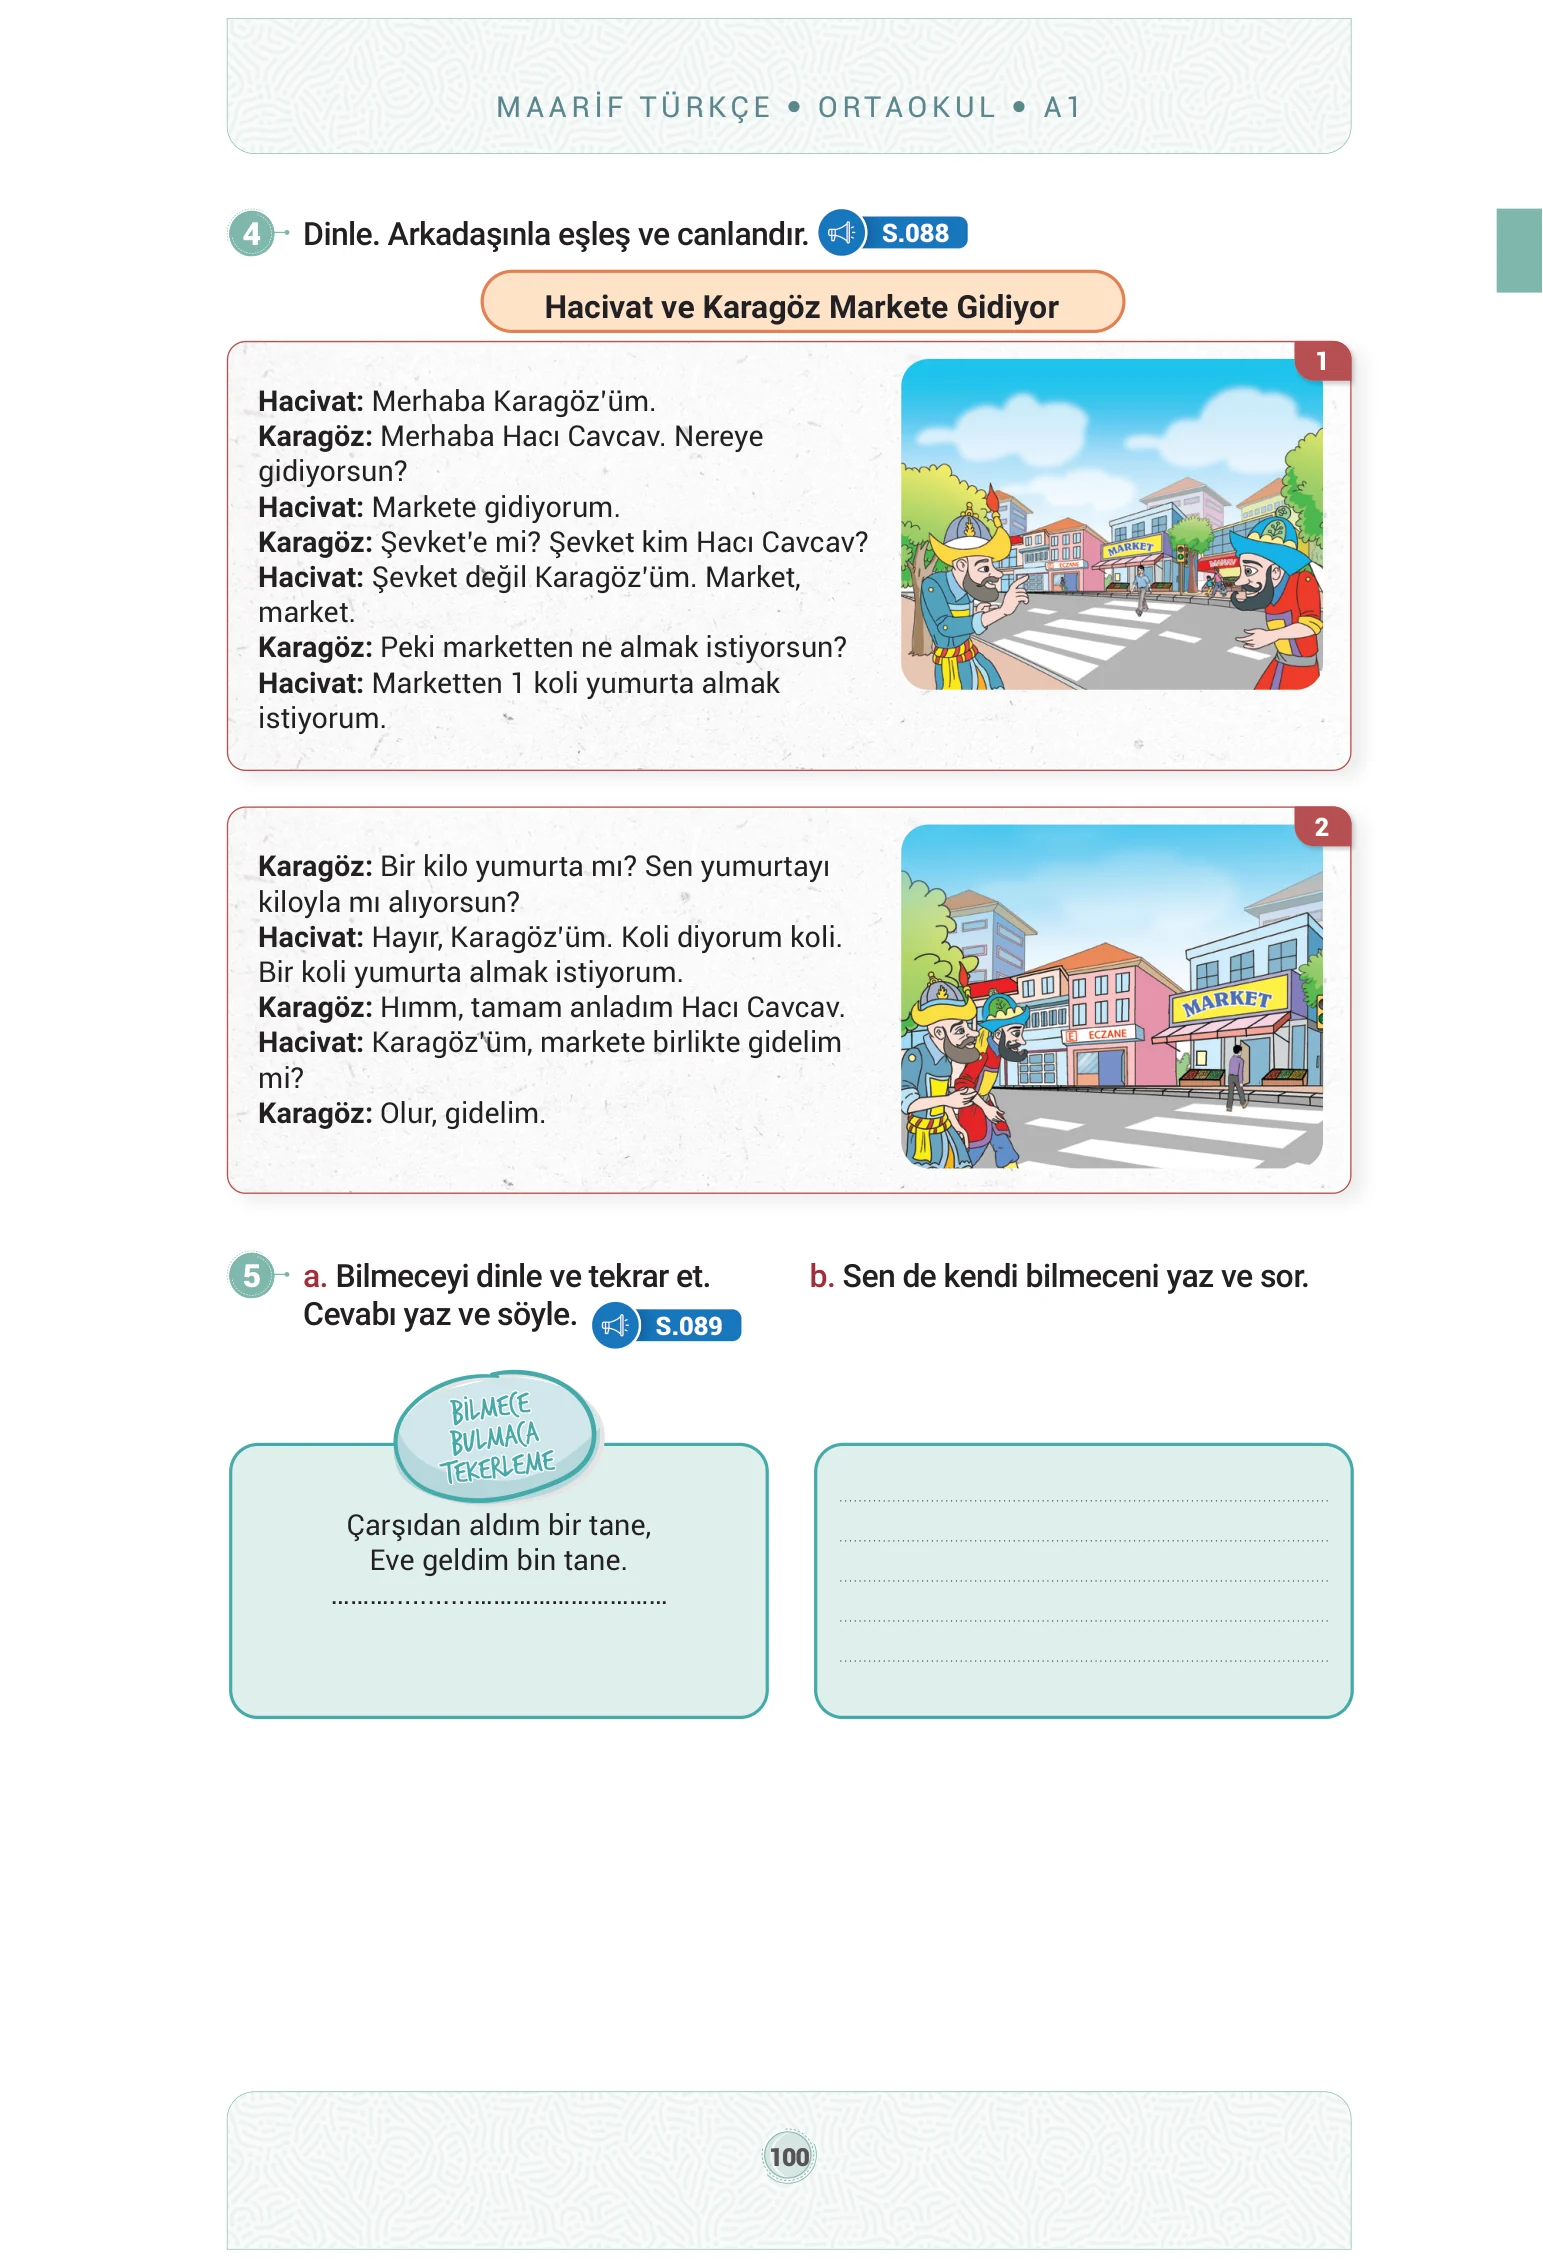 MAARİF TÜRKÇE • ORTAOKUL • A1
4 Dinle. Arkadaşınla eşleş ve canlandır. S.088
Hacivat ve Karagöz Markete Gidiyor
1
Hacivat: Merhaba Karagöz'üm.
Karagöz: Merhaba Hacı Cavcav. Nereye
gidiyorsun?
Hacivat: Markete gidiyorum.
Karagöz: Şevket'e mi? Şevket kim Hacı Cavcav?
Hacivat: Şevket değil Karagöz'üm. Market,
market.
Karagöz: Peki marketten ne almak istiyorsun?
Hacivat: Marketten 1 koli yumurta almak
istiyorum.
MARKET
ECZANE
2
Karagöz: Bir kilo yumurta mı? Sen yumurtayı
kiloyla mı alıyorsun?
Hacivat: Hayır, Karagöz'üm. Koli diyorum koli.
Bir koli yumurta almak istiyorum.
Karagöz: Hımm, tamam anladım Hacı Cavcav.
Hacivat: Karagöz'üm, markete birlikte gidelim
mi?
Karagöz: Olur, gidelim.
MARKET
E ECZANE
5 a. Bilmeceyi dinle ve tekrar et.
Cevabı yaz ve söyle. S.089
b. Sen de kendi bilmeceni yaz ve sor.
BİLMECE
BULMACA
TEKERLEME
Çarşıdan aldım bir tane,
Eve geldim bin tane.
100